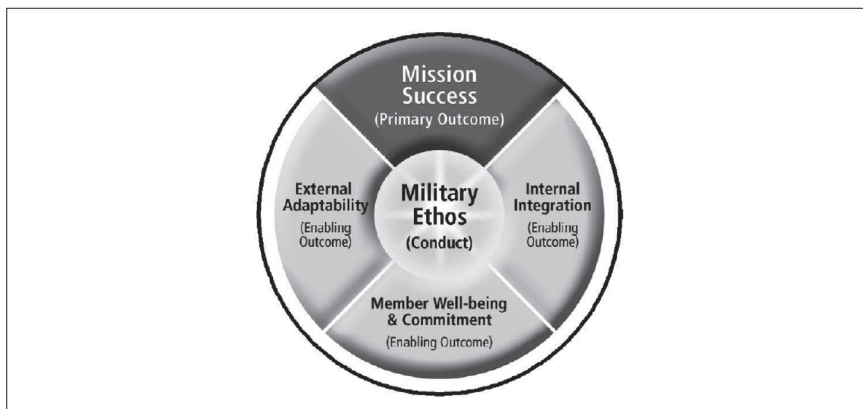 Mission
Success
(Primary Outcome)
External
Adaptability
(Enabling
Outcome)
Military
Ethos
(Conduct)
Internal
Integration
(Enabling
Outcome)
Member Well-being
& Commitment
(Enabling Outcome)